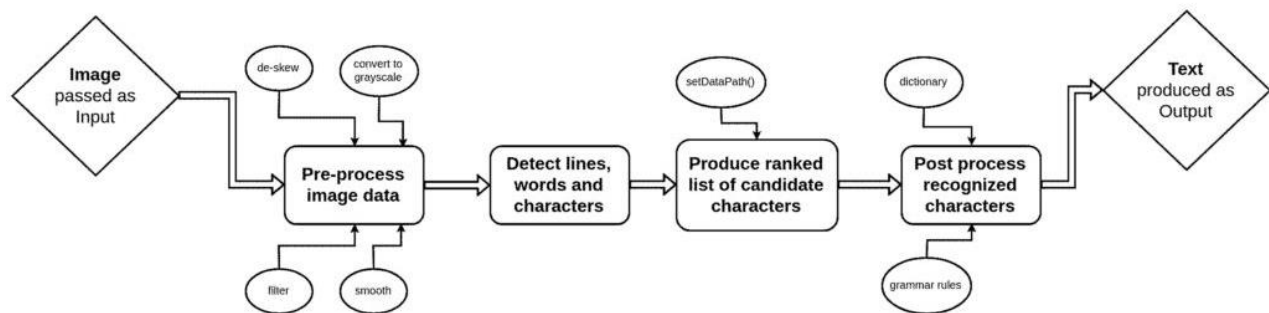 Image
passed as
Input
de-skew
convert to
grayscale
Pre-process
image data
filter
smooth
Detect lines,
words and
characters
setDataPath()
Produce ranked
list of candidate
characters
dictionary
Post process
recognized
characters
grammar rules
Text
produced as
Output